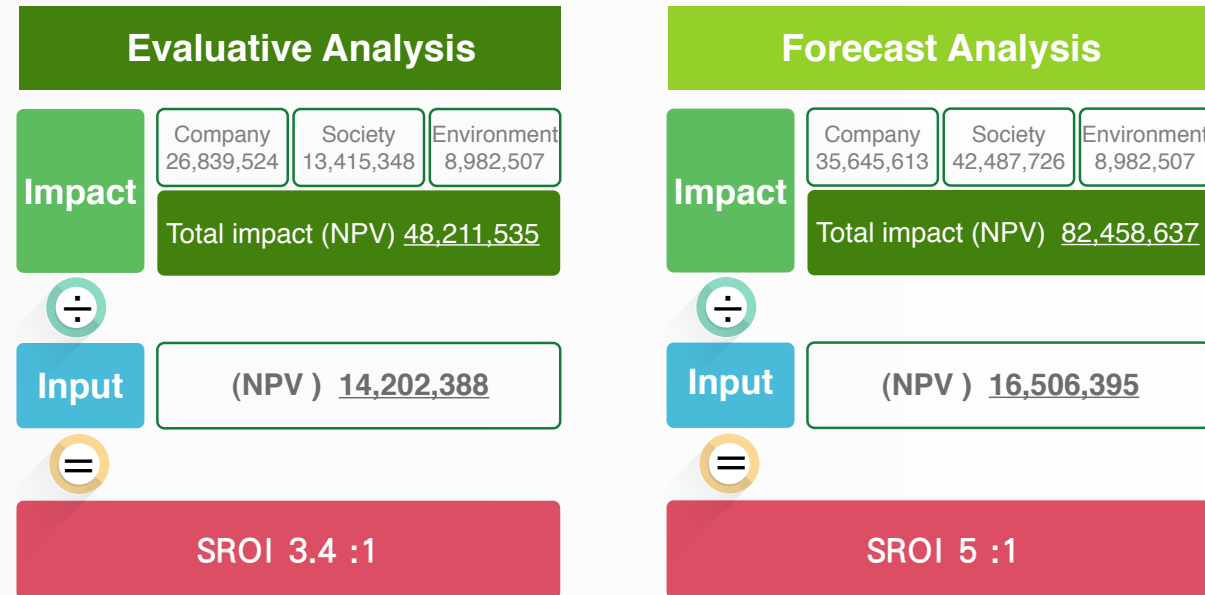 Evaluative Analysis
Impact
Company
26,839,524
Society
13,415,348
Environment
8,982,507
Total impact (NPV) 48,211,535
÷
Input
(NPV ) 14,202,388
=
SROI 3.4 :1
Forecast Analysis
Impact
Company
35,645,613
Society
42,487,726
Environment
8,982,507
Total impact (NPV) 82,458,637
÷
Input
(NPV ) 16,506,395
=
SROI 5 :1